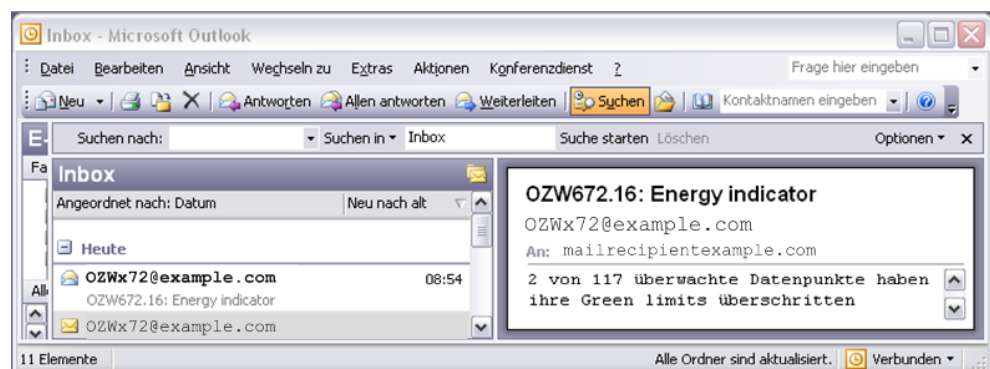 Inbox - Microsoft Outlook
Datei Bearbeiten Ansicht Wechseln zu Extras Aktionen Konferenzdienst ? Frage hier eingeben
Neu Antworten Allen antworten Weiterleiten Suchen Kontaktnamen eingeben
E- Suchen nach: Suchen in Inbox Suche starten Löschen Optionen
Fa
Inbox
Angeordnet nach: Datum Neu nach alt
Heute
OZWx72@example.com 08:54
OZW672.16: Energy indicator
All
OZWx72@example.com
OZW672.16: Energy indicator
OZWx72@example.com
An: mailrecipientexample.com
2 von 117 überwachte Datenpunkte haben
ihre Green limits überschritten
11 Elemente Alle Ordner sind aktualisiert. Verbunden